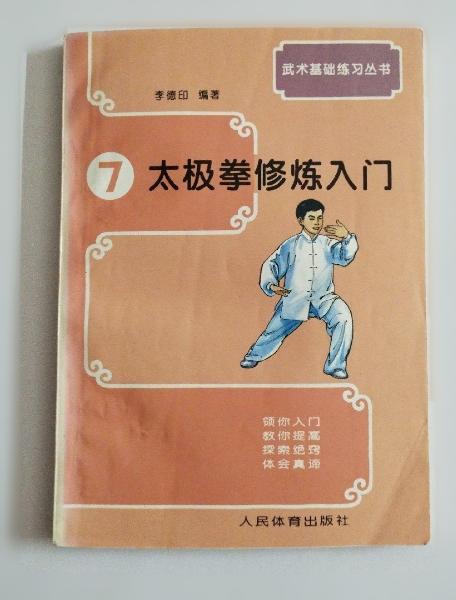 武术基础练习丛书
李德印 编著
7 太极拳修炼入门
领你入门
教你提高
探索绝窍
体会真谛
人民体育出版社